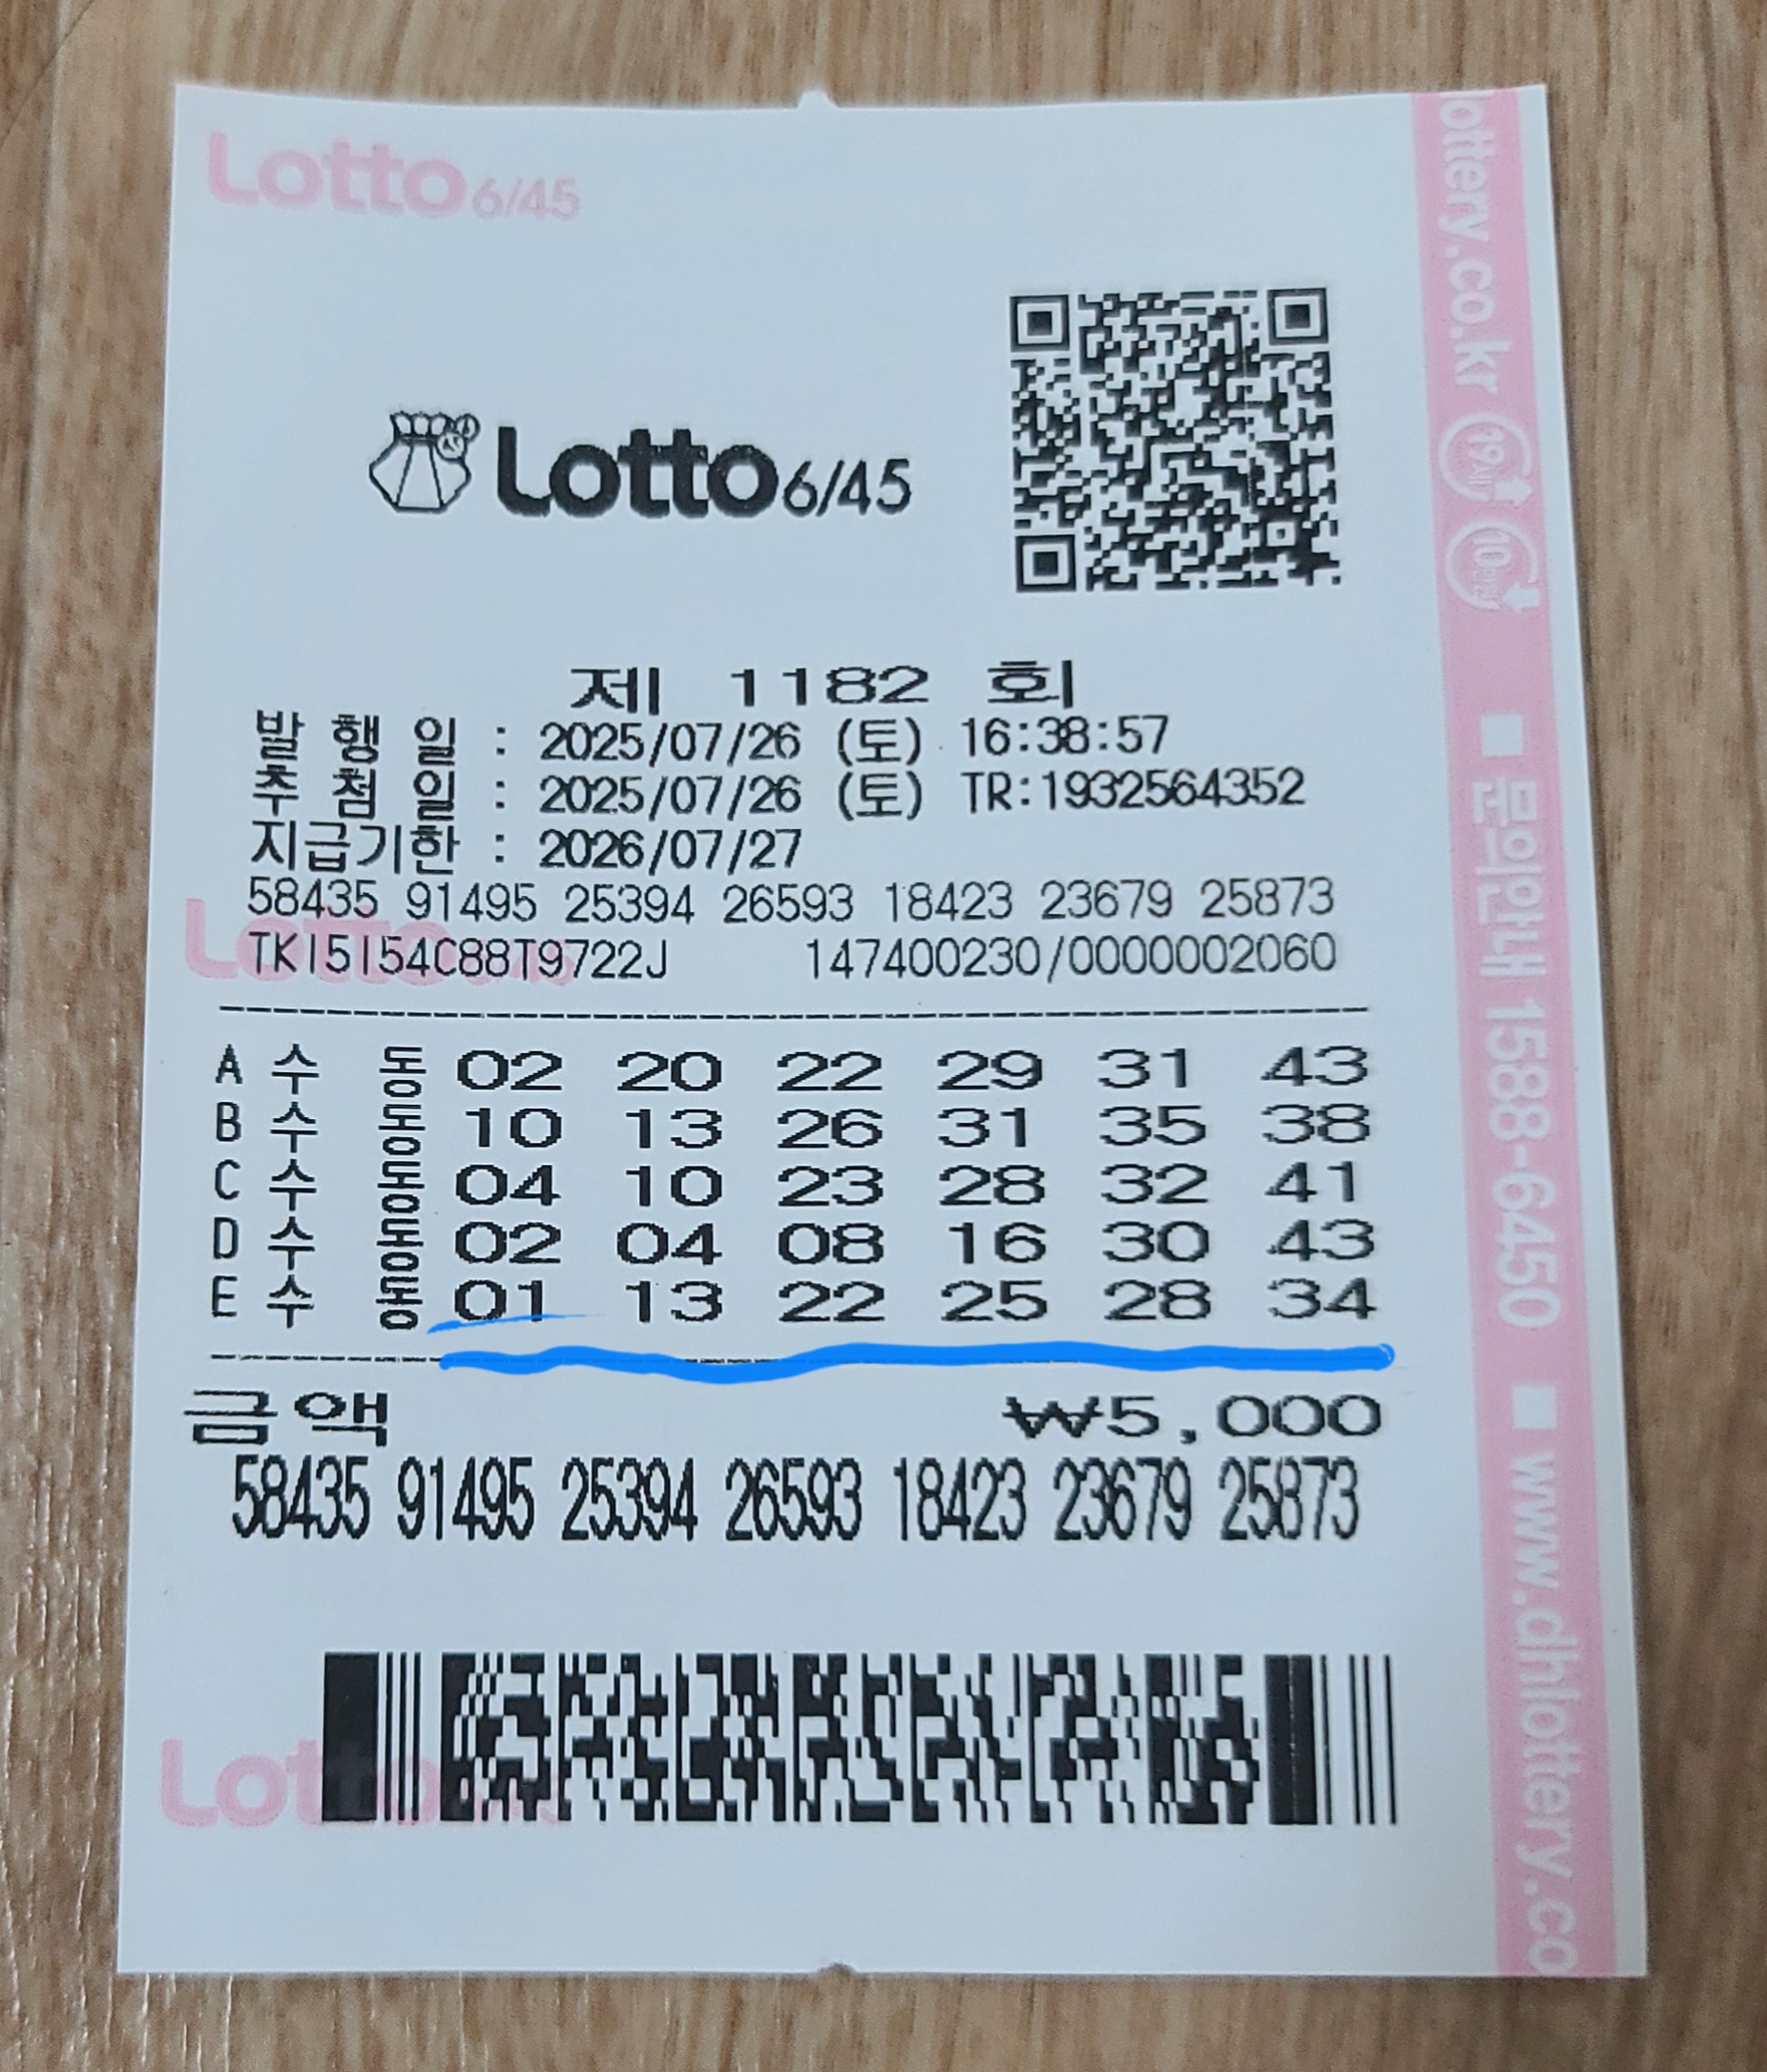 Lotto 6/45
Lotto 6/45
제 1182 회
발 행 일 : 2025/07/26 (토) 16:38:57
추 첨 일 : 2025/07/26 (토) TR:1932564352
지급기한 : 2026/07/27
58435 91495 25394 26593 18423 23679 25873
Lotto
TK15154C88T9722J 147400230/0000002060
A 수 동 02 20 22 29 31 43
B 수 동 10 13 26 31 35 38
C 수 동 04 10 23 28 32 41
D 수 동 02 04 08 16 30 43
E 수 동 01 13 22 25 28 34
금액 ₩5,000
58435 91495 25394 26593 18423 23679 25873
Lotto
ottery.co.kr
■ 문의안내 1588-6450 ■ www.dhlottery.co